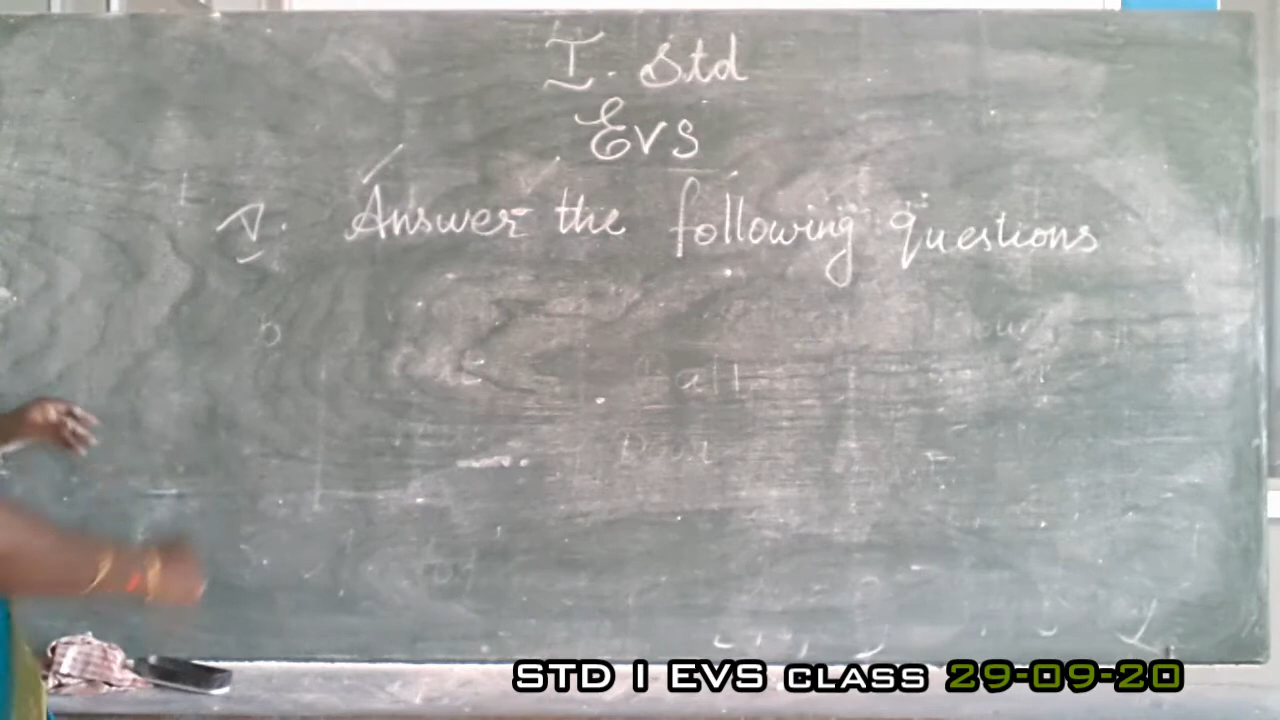 I. Std
EVS
I. Answer the following questions
STD I EVS CLASS 29-09-20